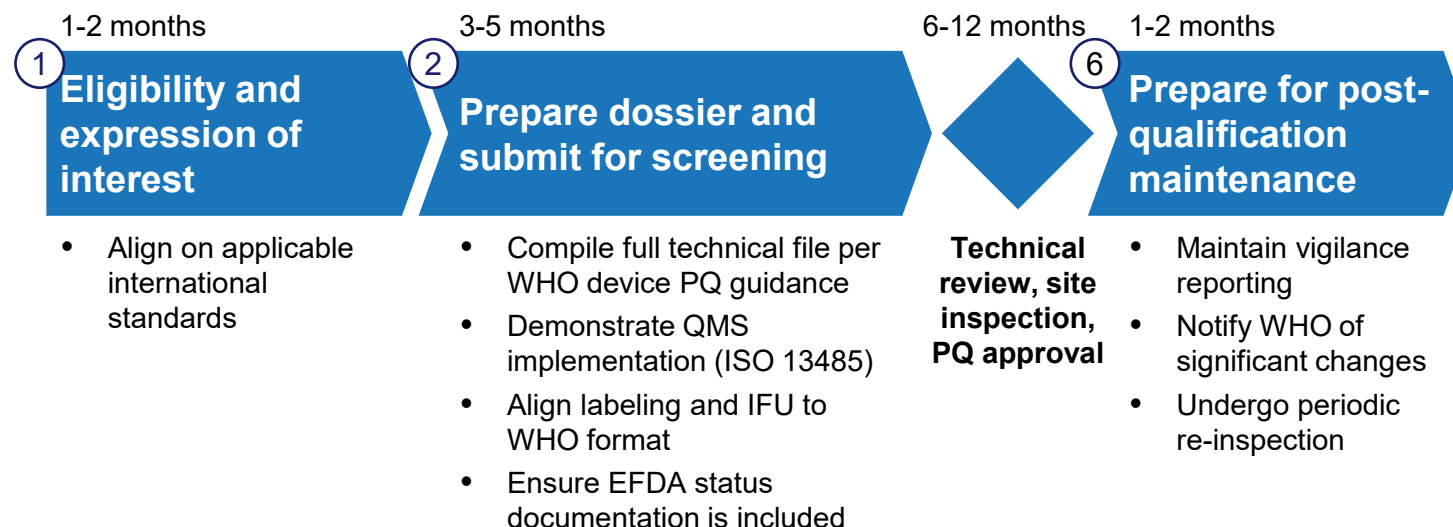 1-2 months
1
Eligibility and
expression of
interest
• Align on applicable
international
standards
3-5 months
2
Prepare dossier and
submit for screening
• Compile full technical file per
WHO device PQ guidance
• Demonstrate QMS
implementation (ISO 13485)
• Align labeling and IFU to
WHO format
• Ensure EFDA status
documentation is included
6-12 months
Technical
review, site
inspection,
PQ approval
1-2 months
6
Prepare for post-
qualification
maintenance
• Maintain vigilance
reporting
• Notify WHO of
significant changes
• Undergo periodic
re-inspection